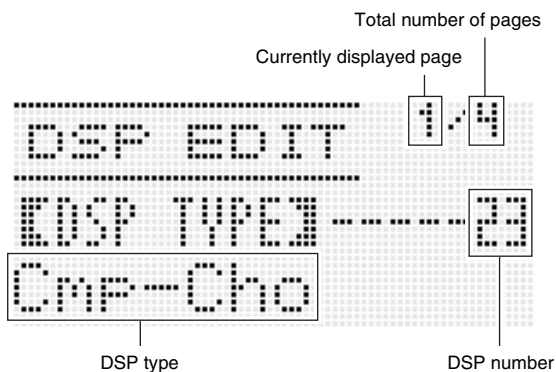 Total number of pages
Currently displayed page
DSP EDIT 1/4
【DSP TYPE】-----23
Cmp-Cho
DSP type DSP number